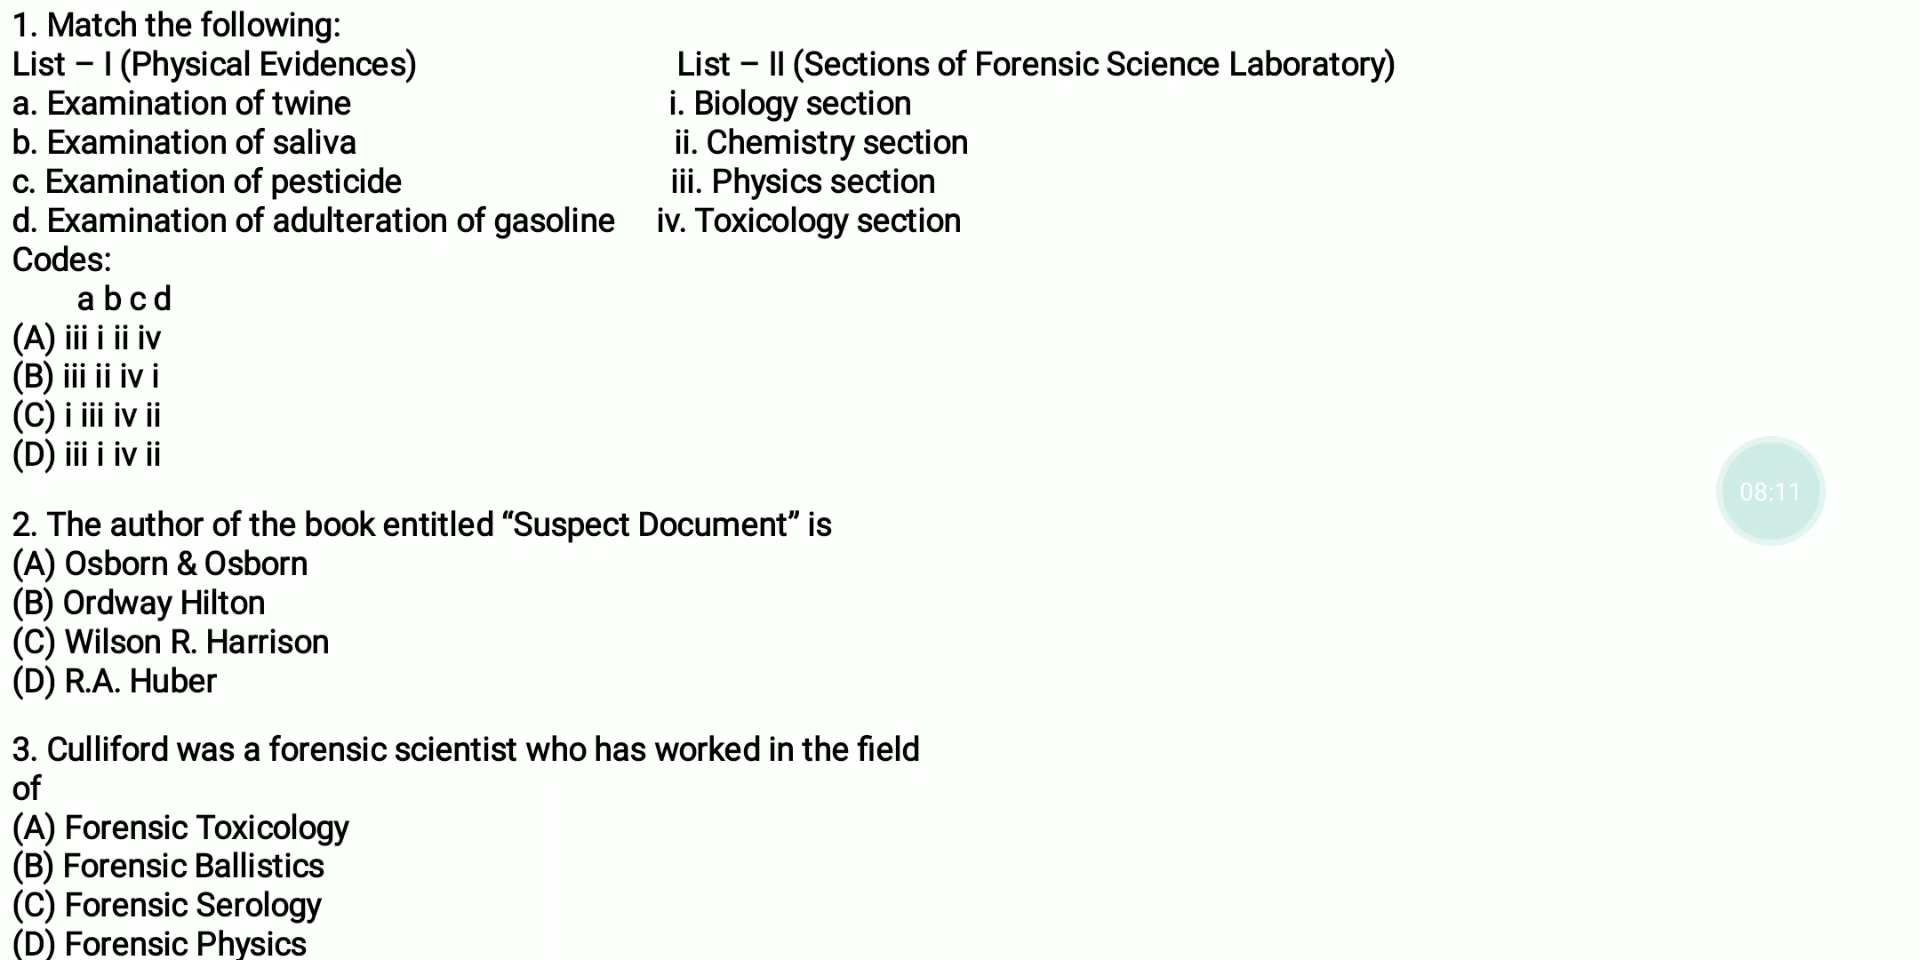 1. Match the following:
List – I (Physical Evidences) List – II (Sections of Forensic Science Laboratory)
a. Examination of twine i. Biology section
b. Examination of saliva ii. Chemistry section
c. Examination of pesticide iii. Physics section
d. Examination of adulteration of gasoline iv. Toxicology section
Codes:
a b c d
(A) iii i ii iv
(B) iii ii iv i
(C) i iii iv ii
(D) iii i iv ii
2. The author of the book entitled “Suspect Document” is
(A) Osborn & Osborn
(B) Ordway Hilton
(C) Wilson R. Harrison
(D) R.A. Huber
3. Culliford was a forensic scientist who has worked in the field
of
(A) Forensic Toxicology
(B) Forensic Ballistics
(C) Forensic Serology
(D) Forensic Physics
08:11